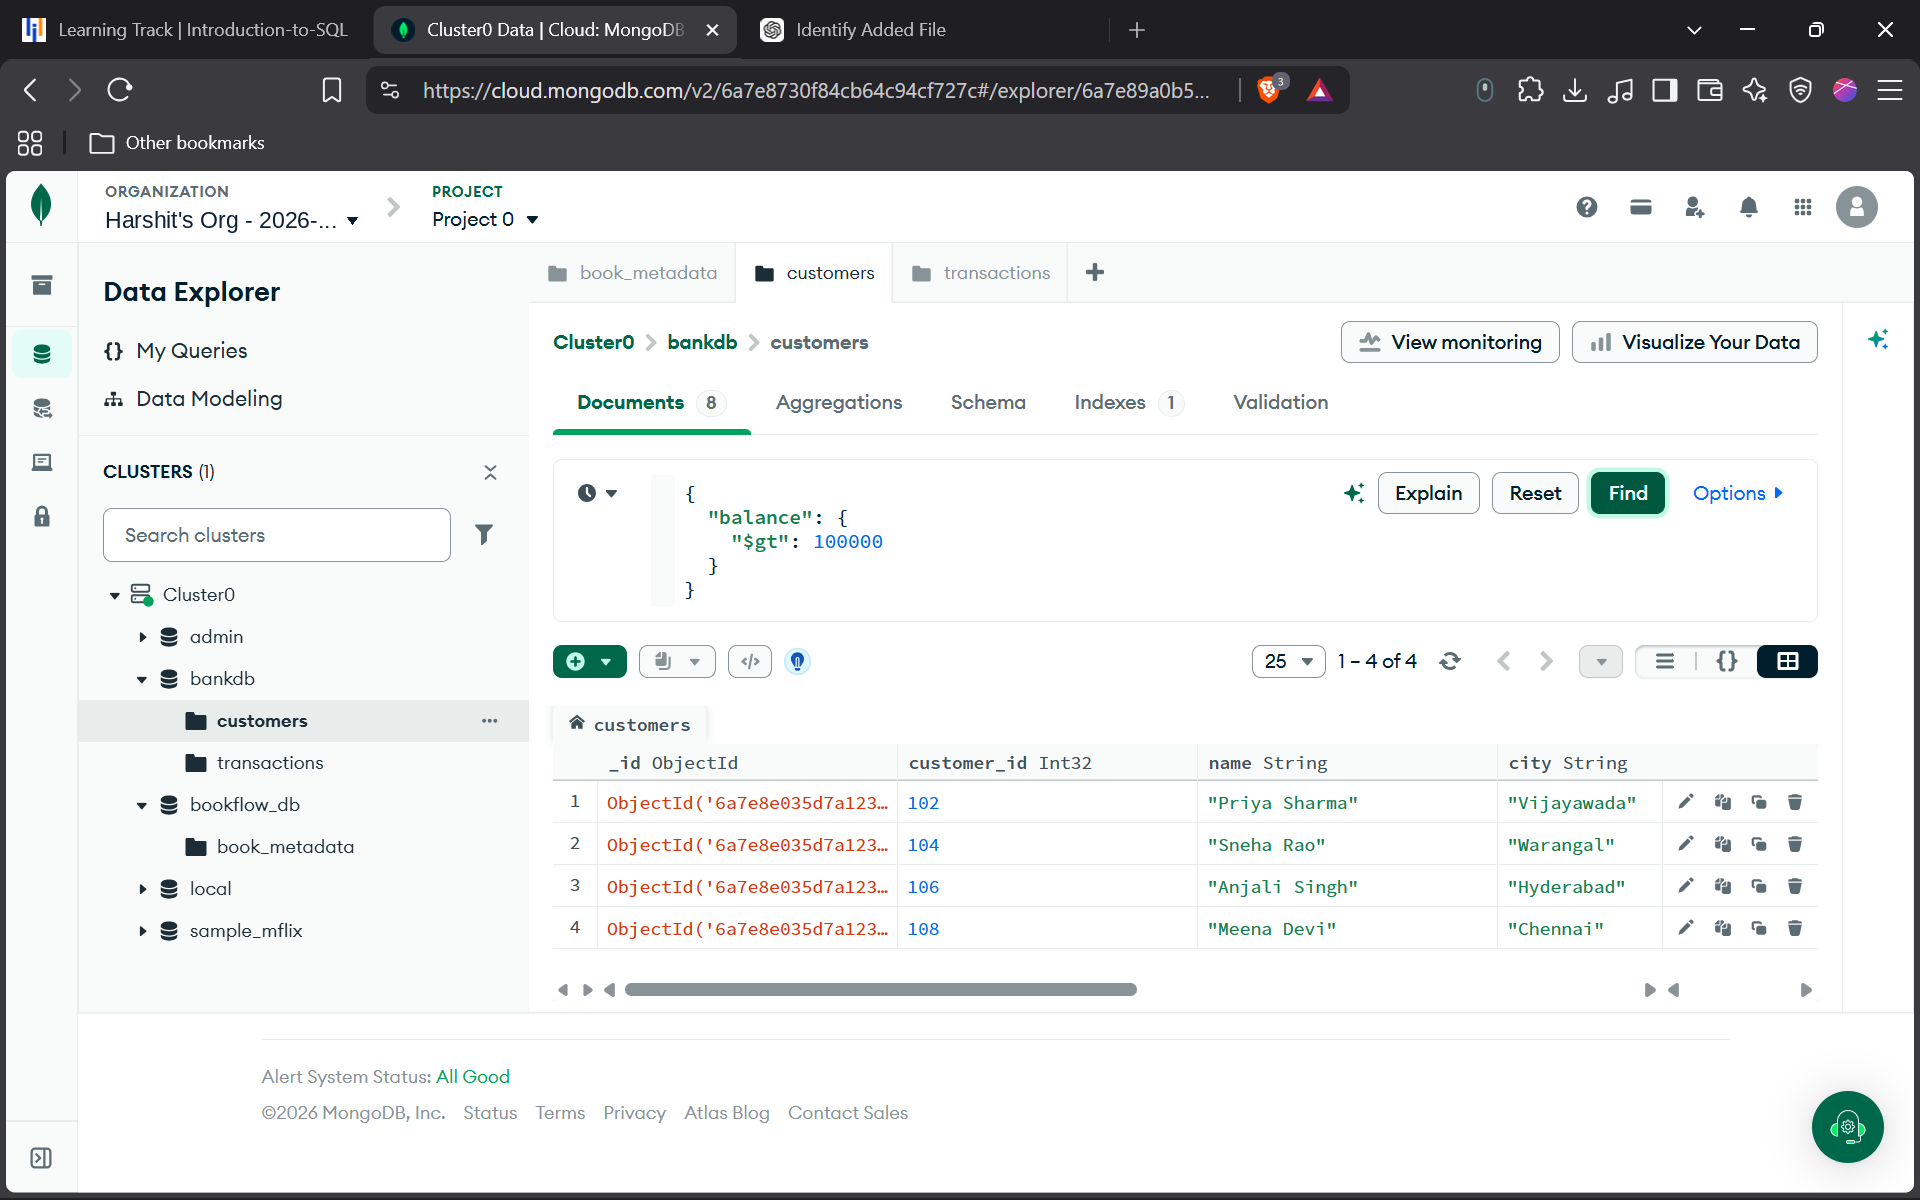 Learning Track | Introduction-to-SQL
Cluster0 Data | Cloud: MongoDB
Identify Added File
https://cloud.mongodb.com/v2/6a7e8730f84cb64c94cf727c#/explorer/6a7e89a0b5...
3
Other bookmarks
ORGANIZATION
Harshit's Org - 2026-...
PROJECT
Project 0
Data Explorer
My Queries
Data Modeling
CLUSTERS (1)
Search clusters
Cluster0
admin
bankdb
customers
transactions
bookflow_db
book_metadata
local
sample_mflix
book_metadata
customers
transactions
Cluster0 > bankdb > customers
View monitoring
Visualize Your Data
Documents 8
Aggregations
Schema
Indexes 1
Validation
{
"balance": {
"$gt": 100000
}
}
Explain
Reset
Find
Options
25
1 – 4 of 4
customers
_id ObjectId customer_id Int32 name String city String
1 ObjectId('6a7e8e035d7a123… 102 "Priya Sharma" "Vijayawada"
2 ObjectId('6a7e8e035d7a123… 104 "Sneha Rao" "Warangal"
3 ObjectId('6a7e8e035d7a123… 106 "Anjali Singh" "Hyderabad"
4 ObjectId('6a7e8e035d7a123… 108 "Meena Devi" "Chennai"
Alert System Status: All Good
©2026 MongoDB, Inc. Status Terms Privacy Atlas Blog Contact Sales